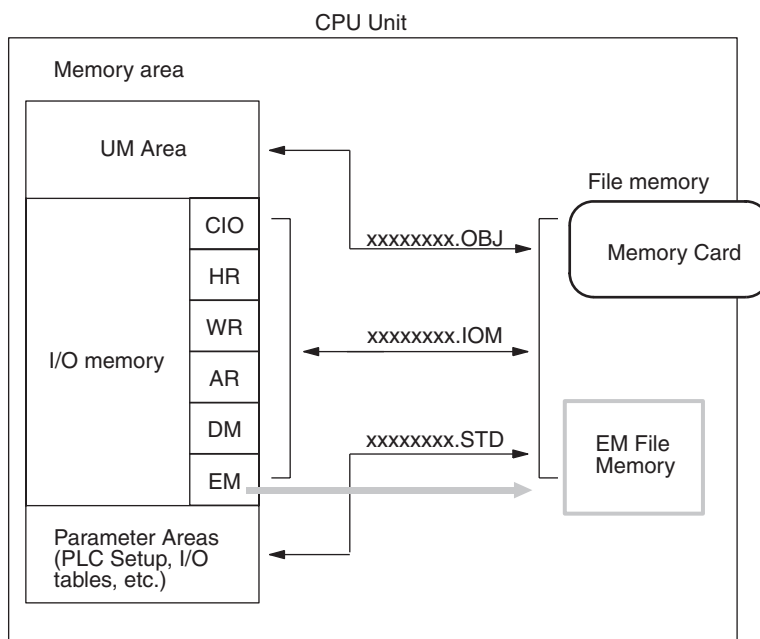 CPU Unit
Memory area
UM Area
I/O memory
CIO
HR
WR
AR
DM
EM
Parameter Areas
(PLC Setup, I/O
tables, etc.)
xxxxxxxx.OBJ
xxxxxxxx.IOM
xxxxxxxx.STD
File memory
Memory Card
EM File
Memory